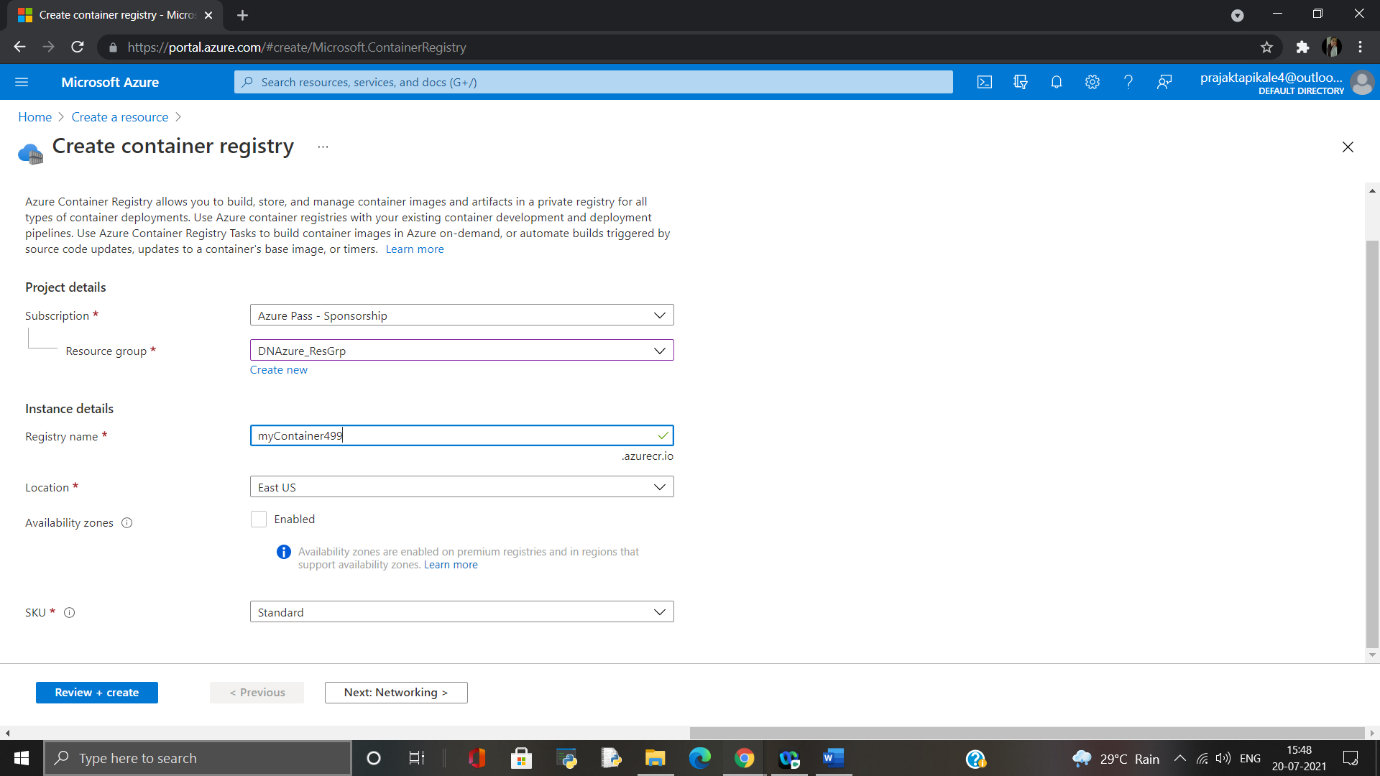 Create container registry - Micro
https://portal.azure.com/#create/Microsoft.ContainerRegistry
Microsoft Azure
Search resources, services, and docs (G+/)
prajaktapikale4@outloo...
DEFAULT DIRECTORY
Home > Create a resource >
Create container registry ...
Azure Container Registry allows you to build, store, and manage container images and artifacts in a private registry for all
types of container deployments. Use Azure container registries with your existing container development and deployment
pipelines. Use Azure Container Registry Tasks to build container images in Azure on-demand, or automate builds triggered by
source code updates, updates to a container's base image, or timers. Learn more
Project details
Subscription * Azure Pass - Sponsorship
Resource group * DNAzure_ResGrp
Create new
Instance details
Registry name * myContainer499
.azurecr.io
Location * East US
Availability zones Enabled
Availability zones are enabled on premium registries and in regions that
support availability zones. Learn more
SKU * Standard
Review + create < Previous Next: Networking >
Type here to search
29°C Rain ENG
15:48
20-07-2021